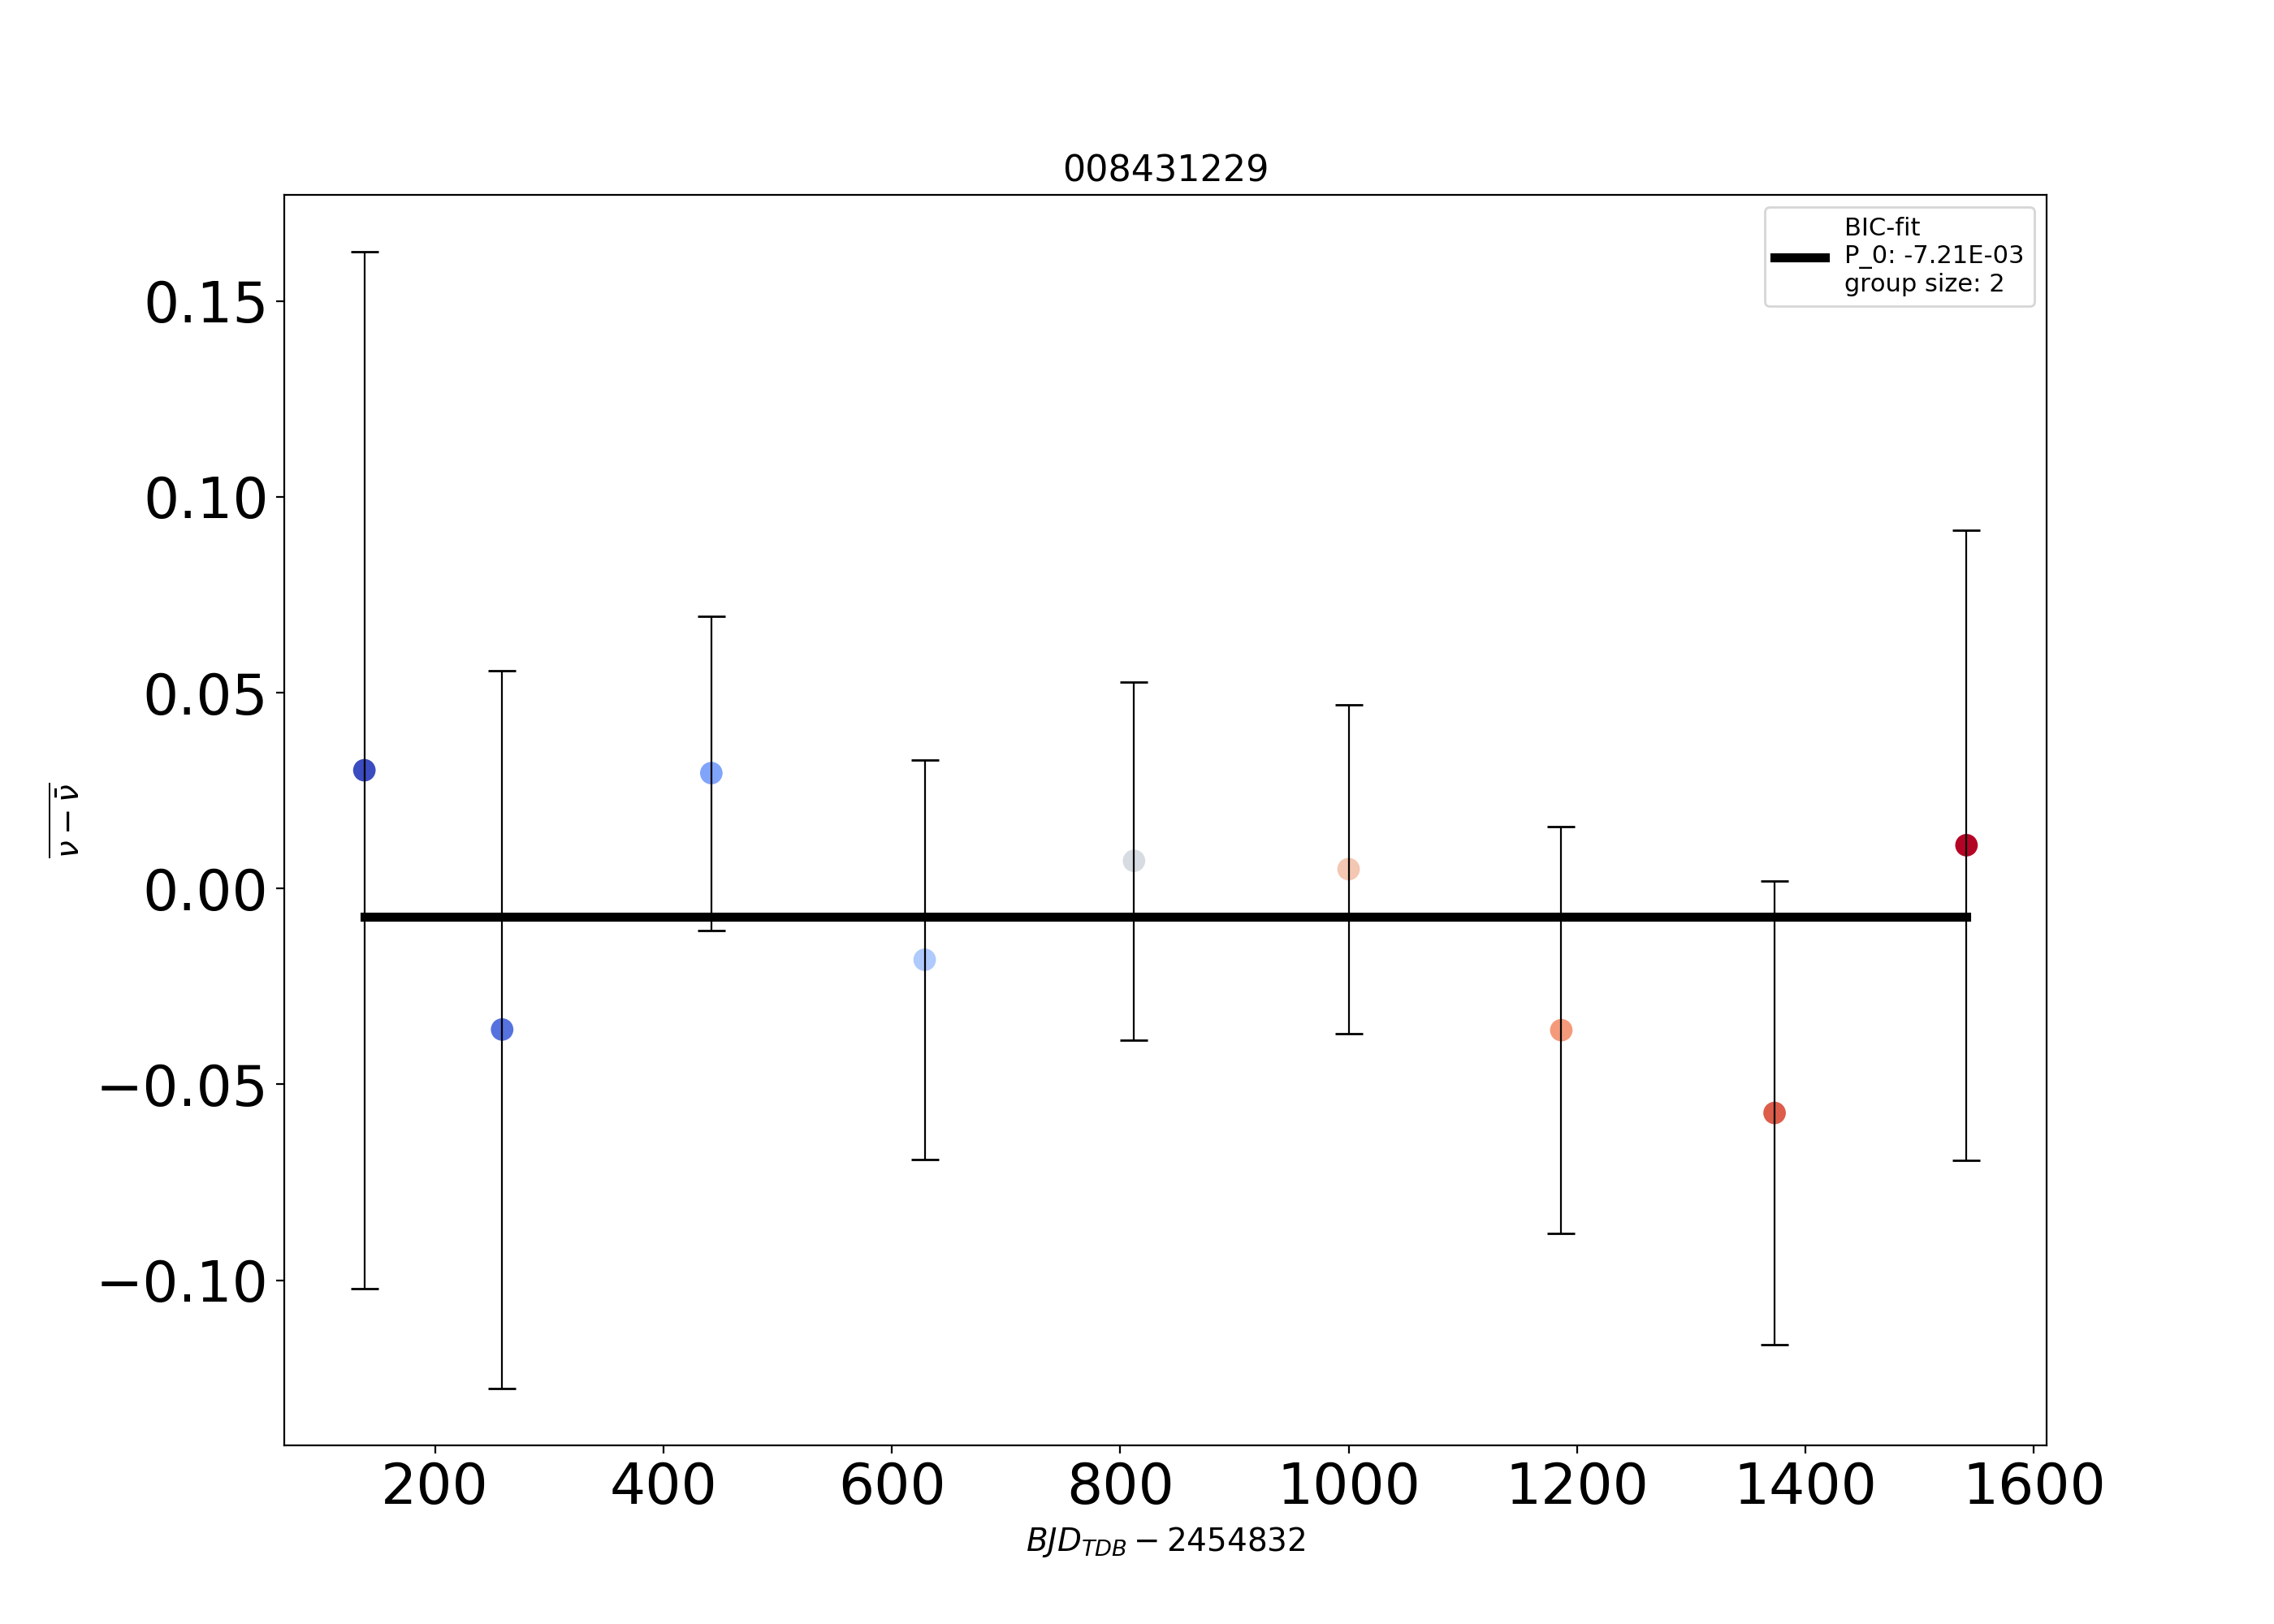 008431229
BIC-fit
P_0: -7.21E-03
group size: 2
0.15
0.10
0.05
0.00
−0.05
−0.10
ν − ν̄
200 400 600 800 1000 1200 1400 1600
BJD_TDB − 2454832